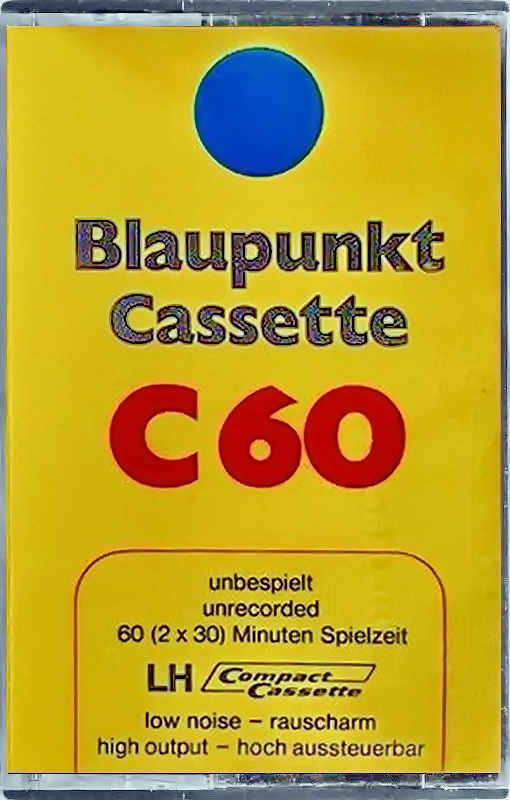 Blaupunkt
Cassette
C 60
unbespielt
unrecorded
60 (2 x 30) Minuten Spielzeit
LH Compact Cassette
low noise – rauscharm
high output – hoch aussteuerbar